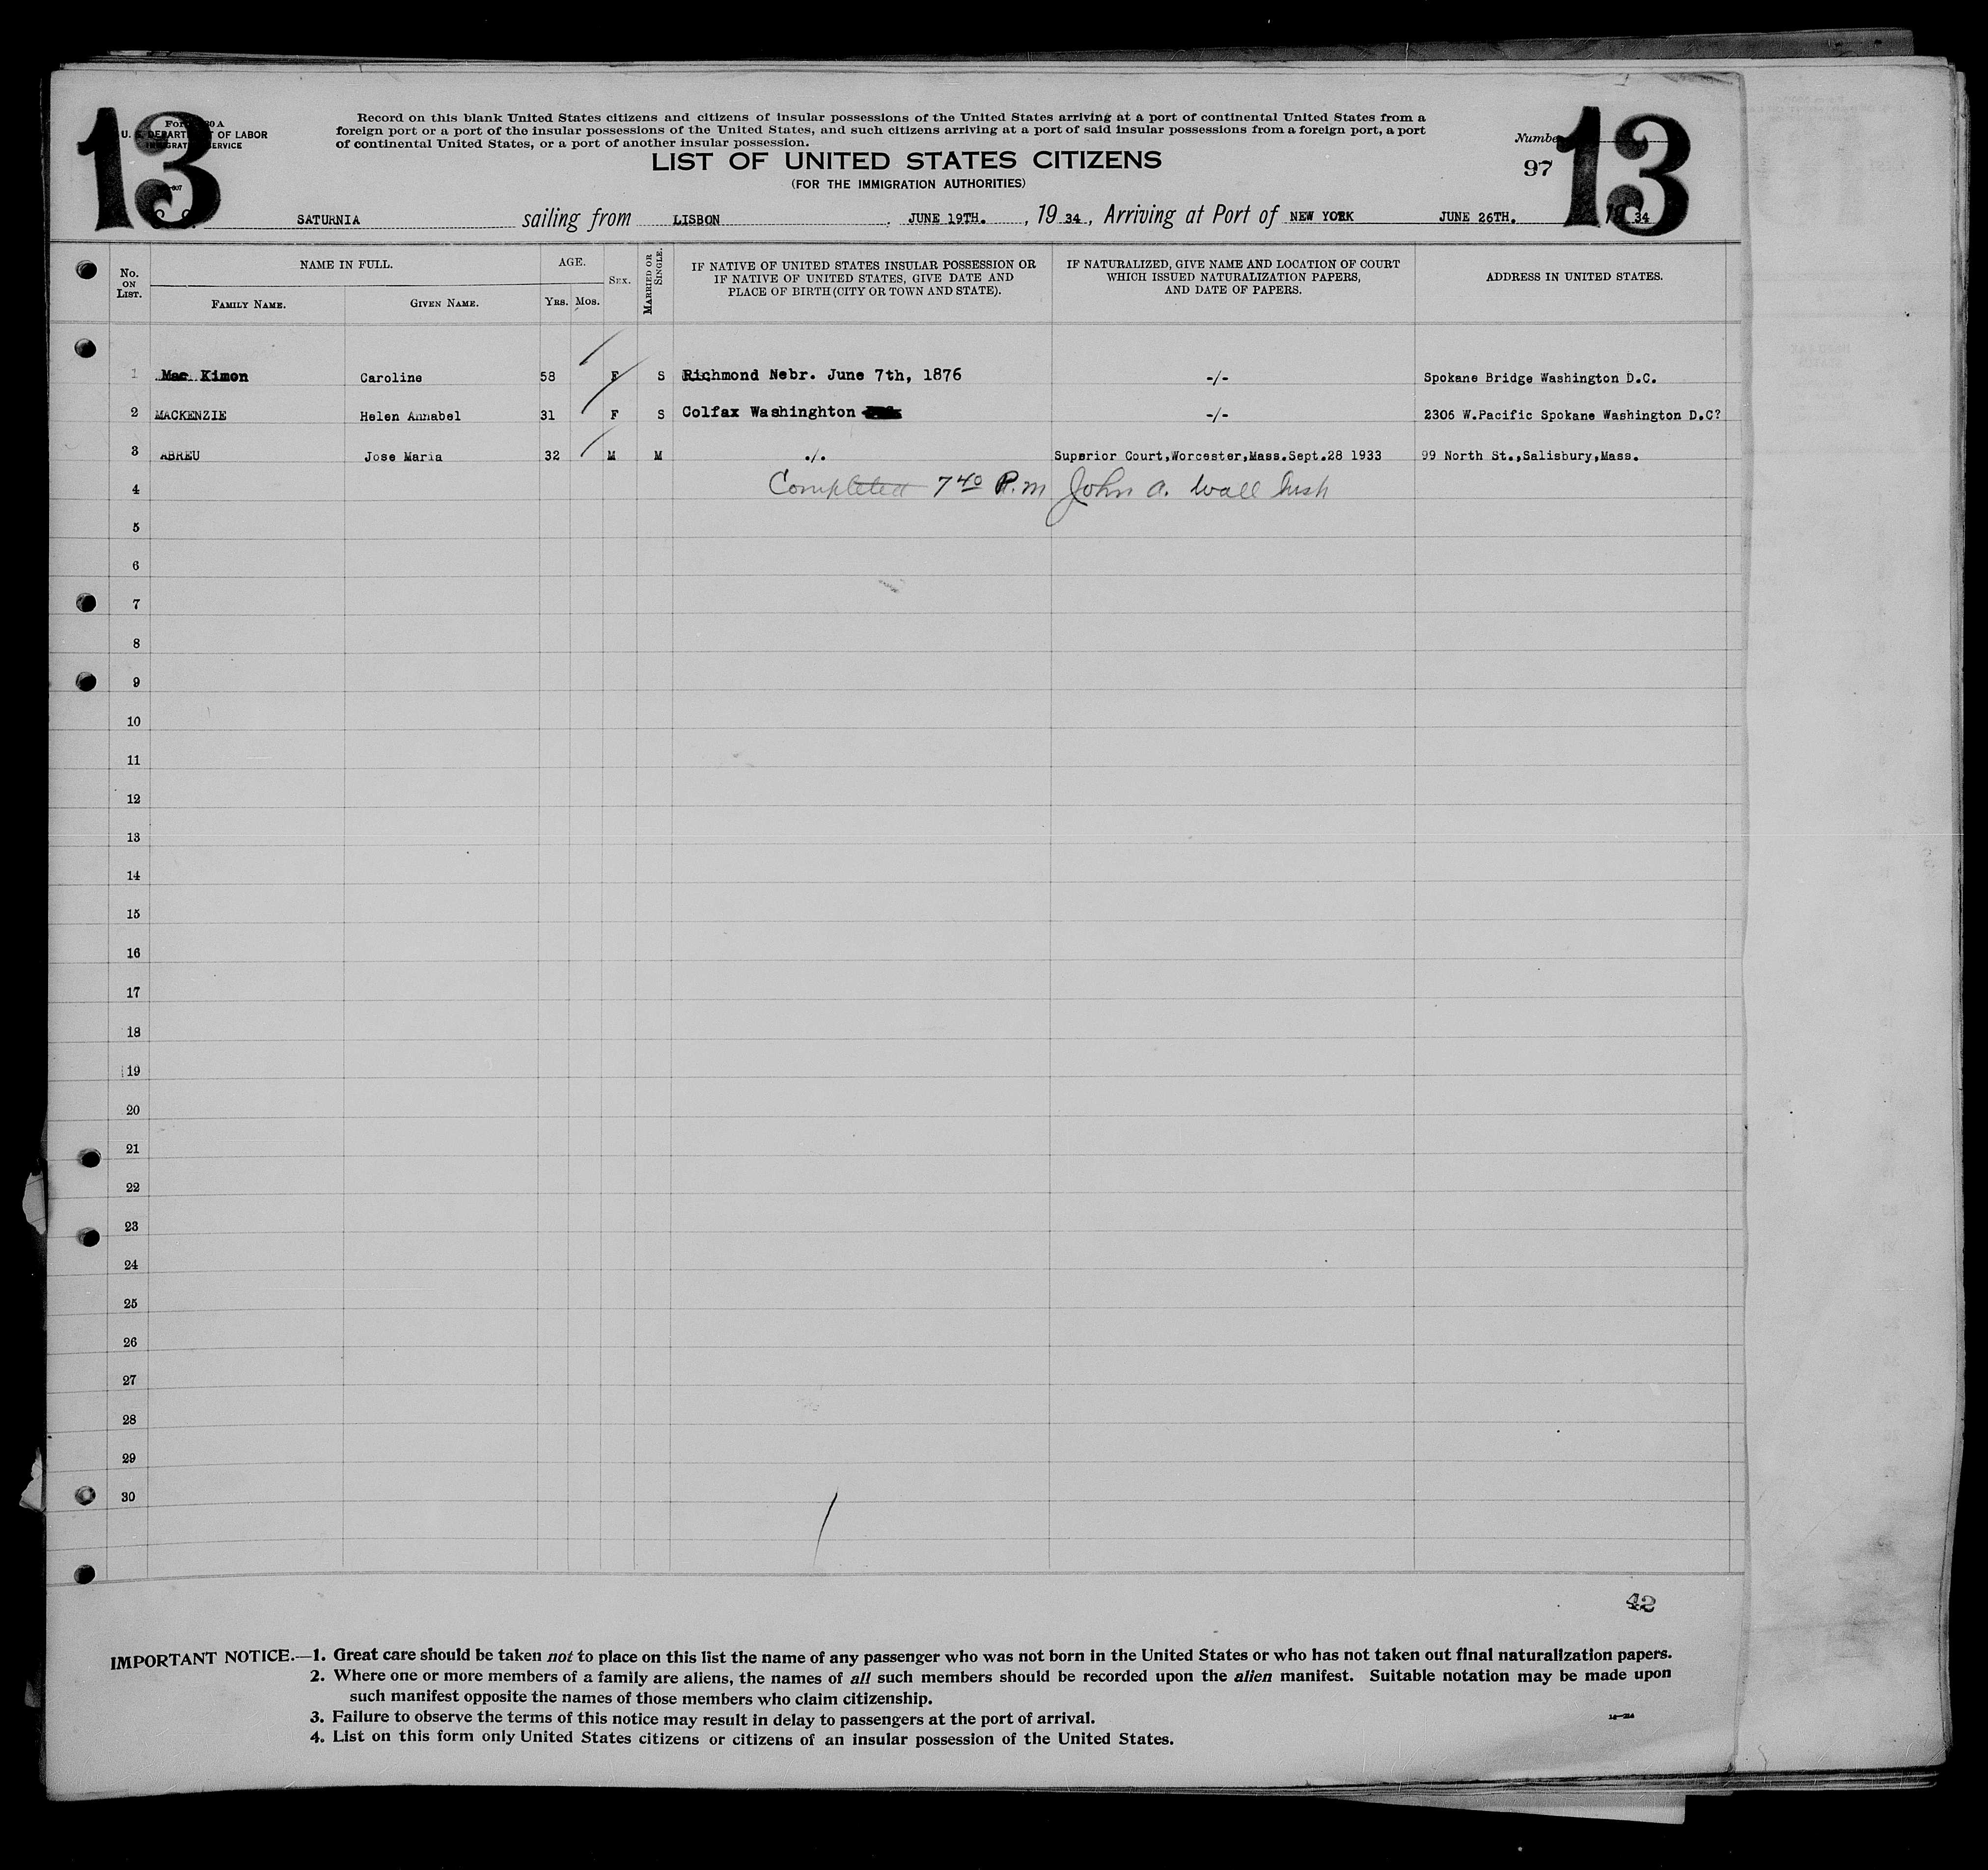 13
13
U. S. DEPARTMENT OF LABOR
IMMIGRATION SERVICE
Record on this blank United States citizens and citizens of insular possessions of the United States arriving at a port of continental United States from a
foreign port or a port of the insular possessions of the United States, and such citizens arriving at a port of said insular possessions from a foreign port, a port
of continental United States, or a port of another insular possession.
LIST OF UNITED STATES CITIZENS
(FOR THE IMMIGRATION AUTHORITIES)
Number
97
SATURNIA sailing from LISBON, JUNE 19TH., 19 34, Arriving at Port of NEW YORK JUNE 26TH. 19 34
No. ON LIST.
NAME IN FULL.
FAMILY NAME.
GIVEN NAME.
AGE.
Yrs. Mos.
SEX.
MARRIED OR SINGLE.
IF NATIVE OF UNITED STATES INSULAR POSSESSION OR
IF NATIVE OF UNITED STATES, GIVE DATE AND
PLACE OF BIRTH (CITY OR TOWN AND STATE).
IF NATURALIZED, GIVE NAME AND LOCATION OF COURT
WHICH ISSUED NATURALIZATION PAPERS,
AND DATE OF PAPERS.
ADDRESS IN UNITED STATES.
1 Mac Kimon Caroline 58 F S Richmond Nebr. June 7th, 1876 -/- Spokane Bridge Washington D.C.
2 MACKENZIE Helen Annabel 31 F S Colfax Washinghton -/- 2306 W.Pacific Spokane Washington D.C?
3 ABREU Jose Maria 32 M M ./. Superior Court,Worcester,Mass.Sept.28 1933 99 North St.,Salisbury,Mass.
4 Completed 7 40 P.m John A. Wall Insp
5
6
7
8
9
10
11
12
13
14
15
16
17
18
19
20
21
22
23
24
25
26
27
28
29
30
42
IMPORTANT NOTICE.—1. Great care should be taken not to place on this list the name of any passenger who was not born in the United States or who has not taken out final naturalization papers.
2. Where one or more members of a family are aliens, the names of all such members should be recorded upon the alien manifest. Suitable notation may be made upon
such manifest opposite the names of those members who claim citizenship.
3. Failure to observe the terms of this notice may result in delay to passengers at the port of arrival.
4. List on this form only United States citizens or citizens of an insular possession of the United States.